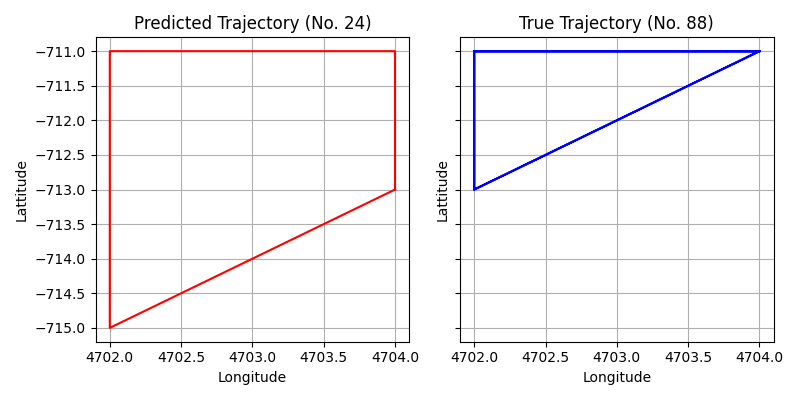 Predicted Trajectory (No. 24)
−711.0
−711.5
−712.0
−712.5
−713.0
−713.5
−714.0
−714.5
−715.0
Lattitude
4702.0 4702.5 4703.0 4703.5 4704.0
Longitude
True Trajectory (No. 88)
Lattitude
4702.0 4702.5 4703.0 4703.5 4704.0
Longitude